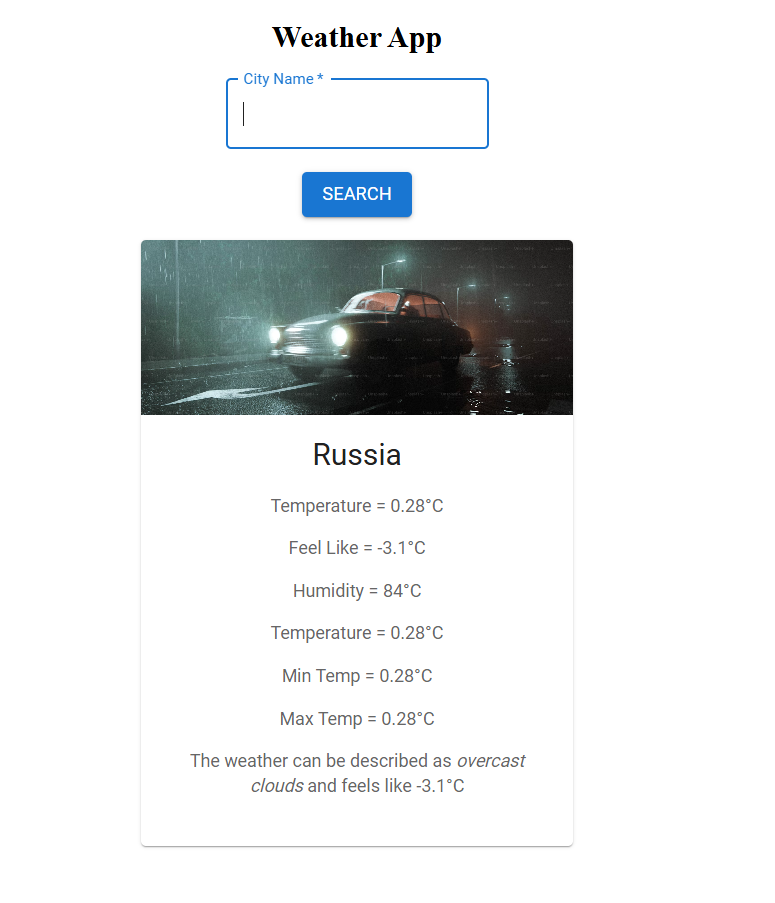 Weather App
City Name *
SEARCH
Russia
Temperature = 0.28°C
Feel Like = -3.1°C
Humidity = 84°C
Temperature = 0.28°C
Min Temp = 0.28°C
Max Temp = 0.28°C
The weather can be described as overcast
clouds and feels like -3.1°C